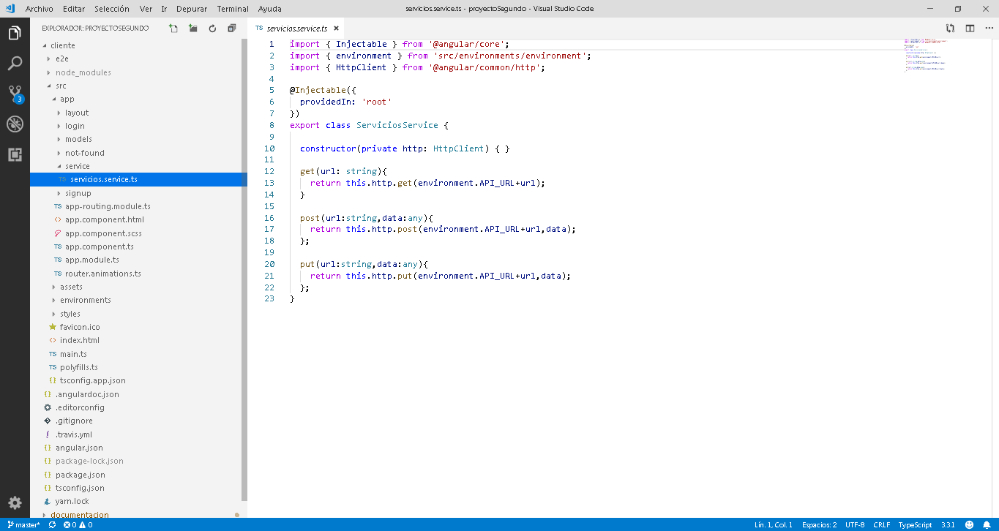 Archivo Editar Selección Ver Ir Depurar Terminal Ayuda
servicios.service.ts - proyectoSegundo - Visual Studio Code
EXPLORADOR: PROYECTOSEGUNDO
cliente
e2e
node_modules
src
app
layout
login
models
not-found
service
TS servicios.service.ts
signup
TS app-routing.module.ts
<> app.component.html
app.component.scss
TS app.component.ts
TS app.module.ts
TS router.animations.ts
assets
environments
styles
favicon.ico
<> index.html
TS main.ts
TS polyfills.ts
{} tsconfig.app.json
{} .angulardoc.json
.editorconfig
.gitignore
! .travis.yml
{} angular.json
{} package-lock.json
{} package.json
{} tsconfig.json
yarn.lock
documentacion
3
TS servicios.service.ts ×
1 import { Injectable } from '@angular/core';
2 import { environment } from 'src/environments/environment';
3 import { HttpClient } from '@angular/common/http';
4
5 @Injectable({
6   providedIn: 'root'
7 })
8 export class ServiciosService {
9
10   constructor(private http: HttpClient) { }
11
12   get(url: string){
13     return this.http.get(environment.API_URL+url);
14   }
15
16   post(url:string,data:any){
17     return this.http.post(environment.API_URL+url,data);
18   };
19
20   put(url:string,data:any){
21     return this.http.put(environment.API_URL+url,data);
22   };
23 }
master* 0 0 Lín. 1, Col. 1 Espacios: 2 UTF-8 CRLF TypeScript 3.3.1